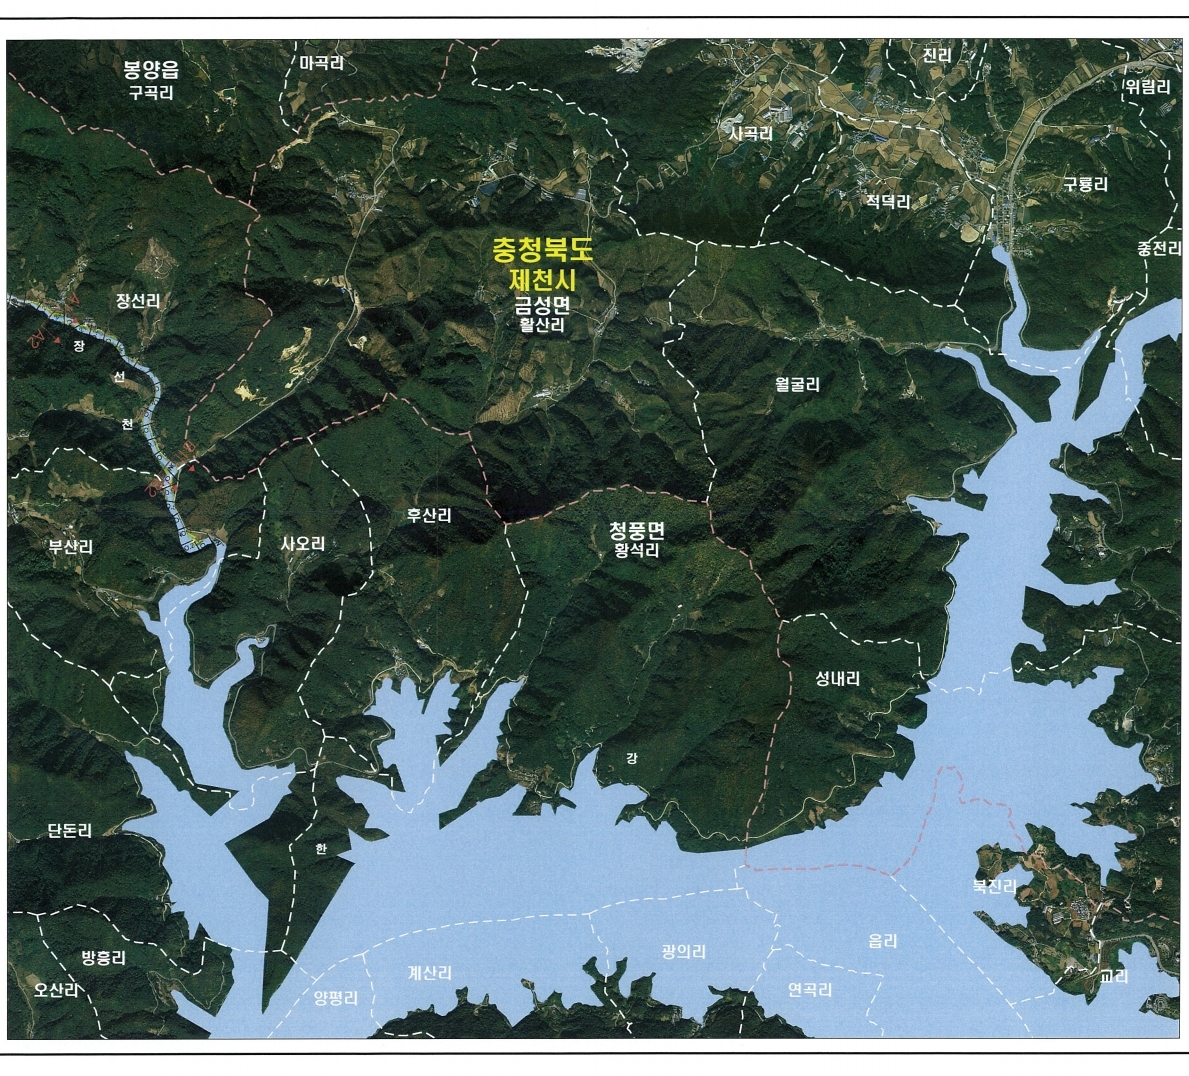 봉양읍
구곡리
마곡리
진리
위림리
사곡리
적덕리
구룡리
중전리
충청북도
제천시
금성면
활산리
장선리
장
선
천
월굴리
부산리
사오리
후산리
청풍면
황석리
성내리
강
단돈리
한
북진리
방흥리
오산리
양평리
계산리
광의리
읍리
연곡리